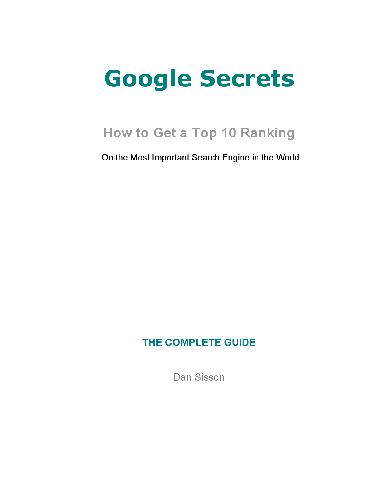 Google Secrets
How to Get a Top 10 Ranking
On the Most Important Search Engine in the World
THE COMPLETE GUIDE
Dan Sisson